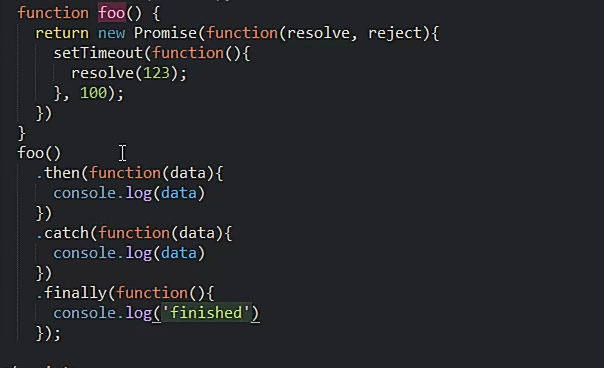 function foo() {
  return new Promise(function(resolve, reject){
    setTimeout(function(){
      resolve(123);
    }, 100);
  })
}
foo()
  .then(function(data){
    console.log(data)
  })
  .catch(function(data){
    console.log(data)
  })
  .finally(function(){
    console.log('finished')
  });